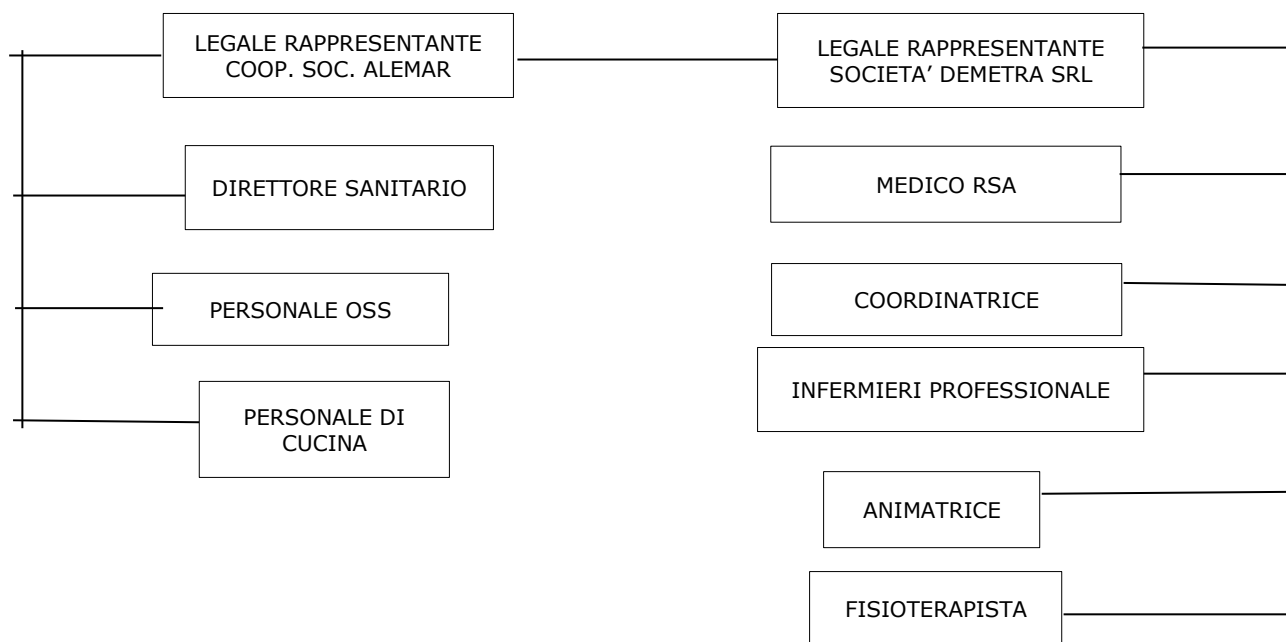 LEGALE RAPPRESENTANTE
COOP. SOC. ALEMAR
LEGALE RAPPRESENTANTE
SOCIETA’ DEMETRA SRL
DIRETTORE SANITARIO
MEDICO RSA
PERSONALE OSS
COORDINATRICE
INFERMIERI PROFESSIONALE
PERSONALE DI
CUCINA
ANIMATRICE
FISIOTERAPISTA